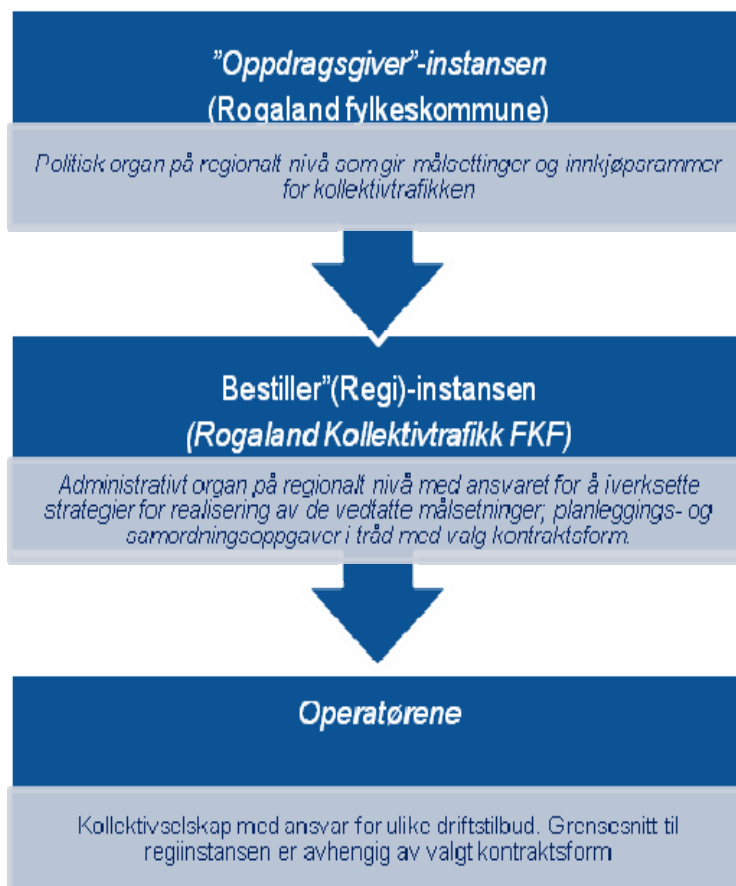 ”Oppdragsgiver”-instansen
(Rogaland fylkeskommune)
Politisk organ på regionalt nivå som gir målsettinger og innkjøpsrammer
for kollektivtrafikken
Bestiller”(Regi)-instansen
(Rogaland Kollektivtrafikk FKF)
Administrativt organ på regionalt nivå med ansvaret for å iverksette
strategier for realisering av de vedtatte målsetninger; planleggings- og
samordningsoppgaver i tråd med valg kontraktsform.
Operatørene
Kollektivselskap med ansvar for ulike driftstilbud. Grensesnitt til
regiinstansen er avhengig av valgt kontraktsform